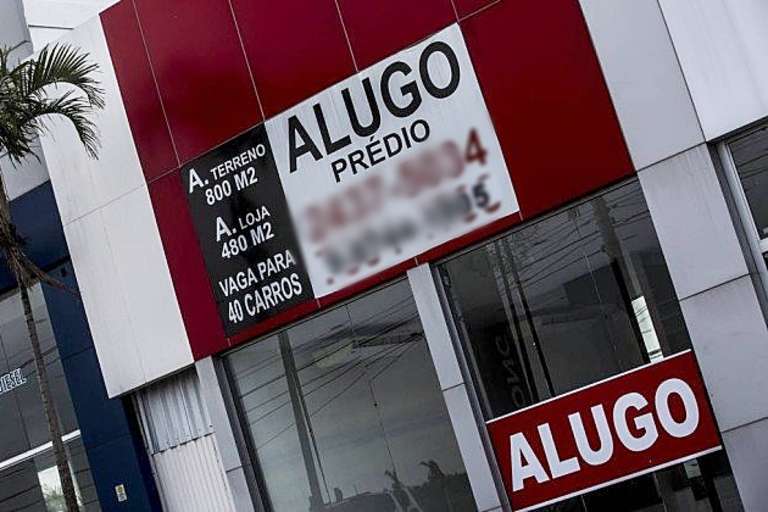 ALUGO
PRÉDIO
A. TERRENO
800 M2
A. LOJA
480 M2
VAGA PARA
40 CARROS
ALUGO